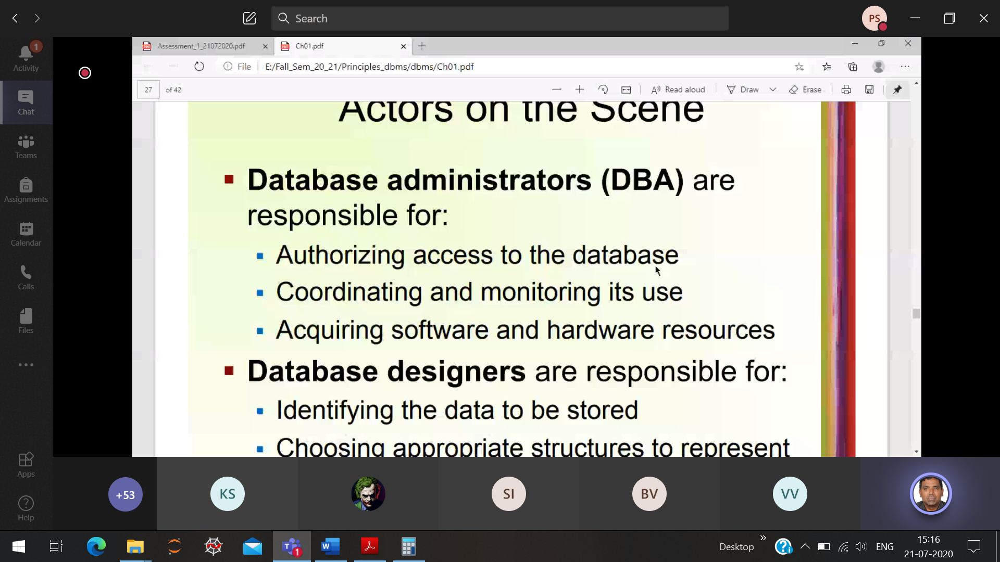 Search
PS
1
Activity
Chat
Teams
Assignments
Calendar
Calls
Files
Apps
Help
Assessment_1_21072020.pdf
Ch01.pdf
File
E:/Fall_Sem_20_21/Principles_dbms/dbms/Ch01.pdf
27 of 42
Read aloud
Draw
Erase
Actors on the Scene
Database administrators (DBA) are
responsible for:
Authorizing access to the database
Coordinating and monitoring its use
Acquiring software and hardware resources
Database designers are responsible for:
Identifying the data to be stored
Choosing appropriate structures to represent
+53
KS
SI
BV
VV
1
Desktop
ENG
15:16
21-07-2020